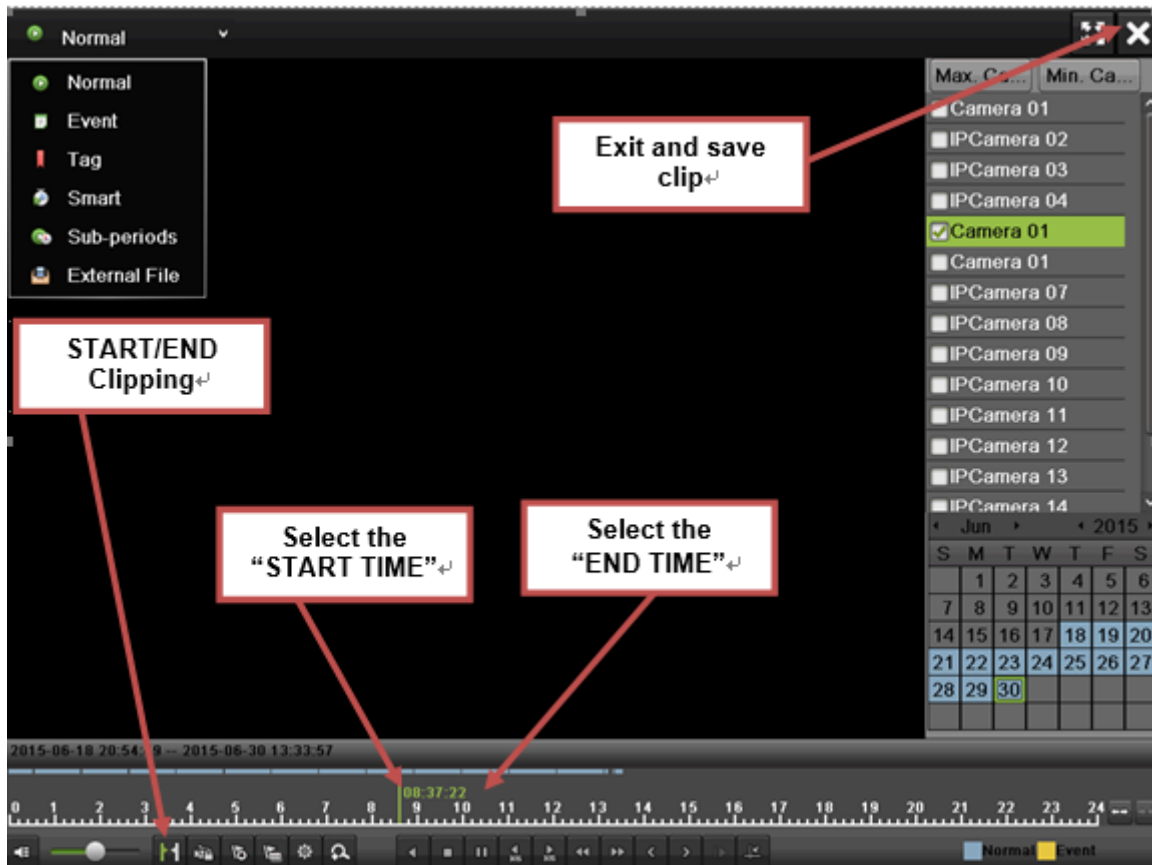 Normal
Normal
Event
Tag
Smart
Sub-periods
External File
START/END
Clipping
Exit and save
clip
Select the
“START TIME”
Select the
“END TIME”
Max. Ca... Min. Ca...
Camera 01
IPCamera 02
IPCamera 03
IPCamera 04
Camera 01
Camera 01
IPCamera 07
IPCamera 08
IPCamera 09
IPCamera 10
IPCamera 11
IPCamera 12
IPCamera 13
IPCamera 14
Jun 2015
S M T W T F S
1 2 3 4 5 6
7 8 9 10 11 12 13
14 15 16 17 18 19 20
21 22 23 24 25 26 27
28 29 30
2015-06-18 -- 2015-06-30 13:33:57
08:37:22
0 1 2 3 4 5 6 7 8 9 10 11 12 13 14 15 16 17 18 19 20 21 22 23 24
Normal Event